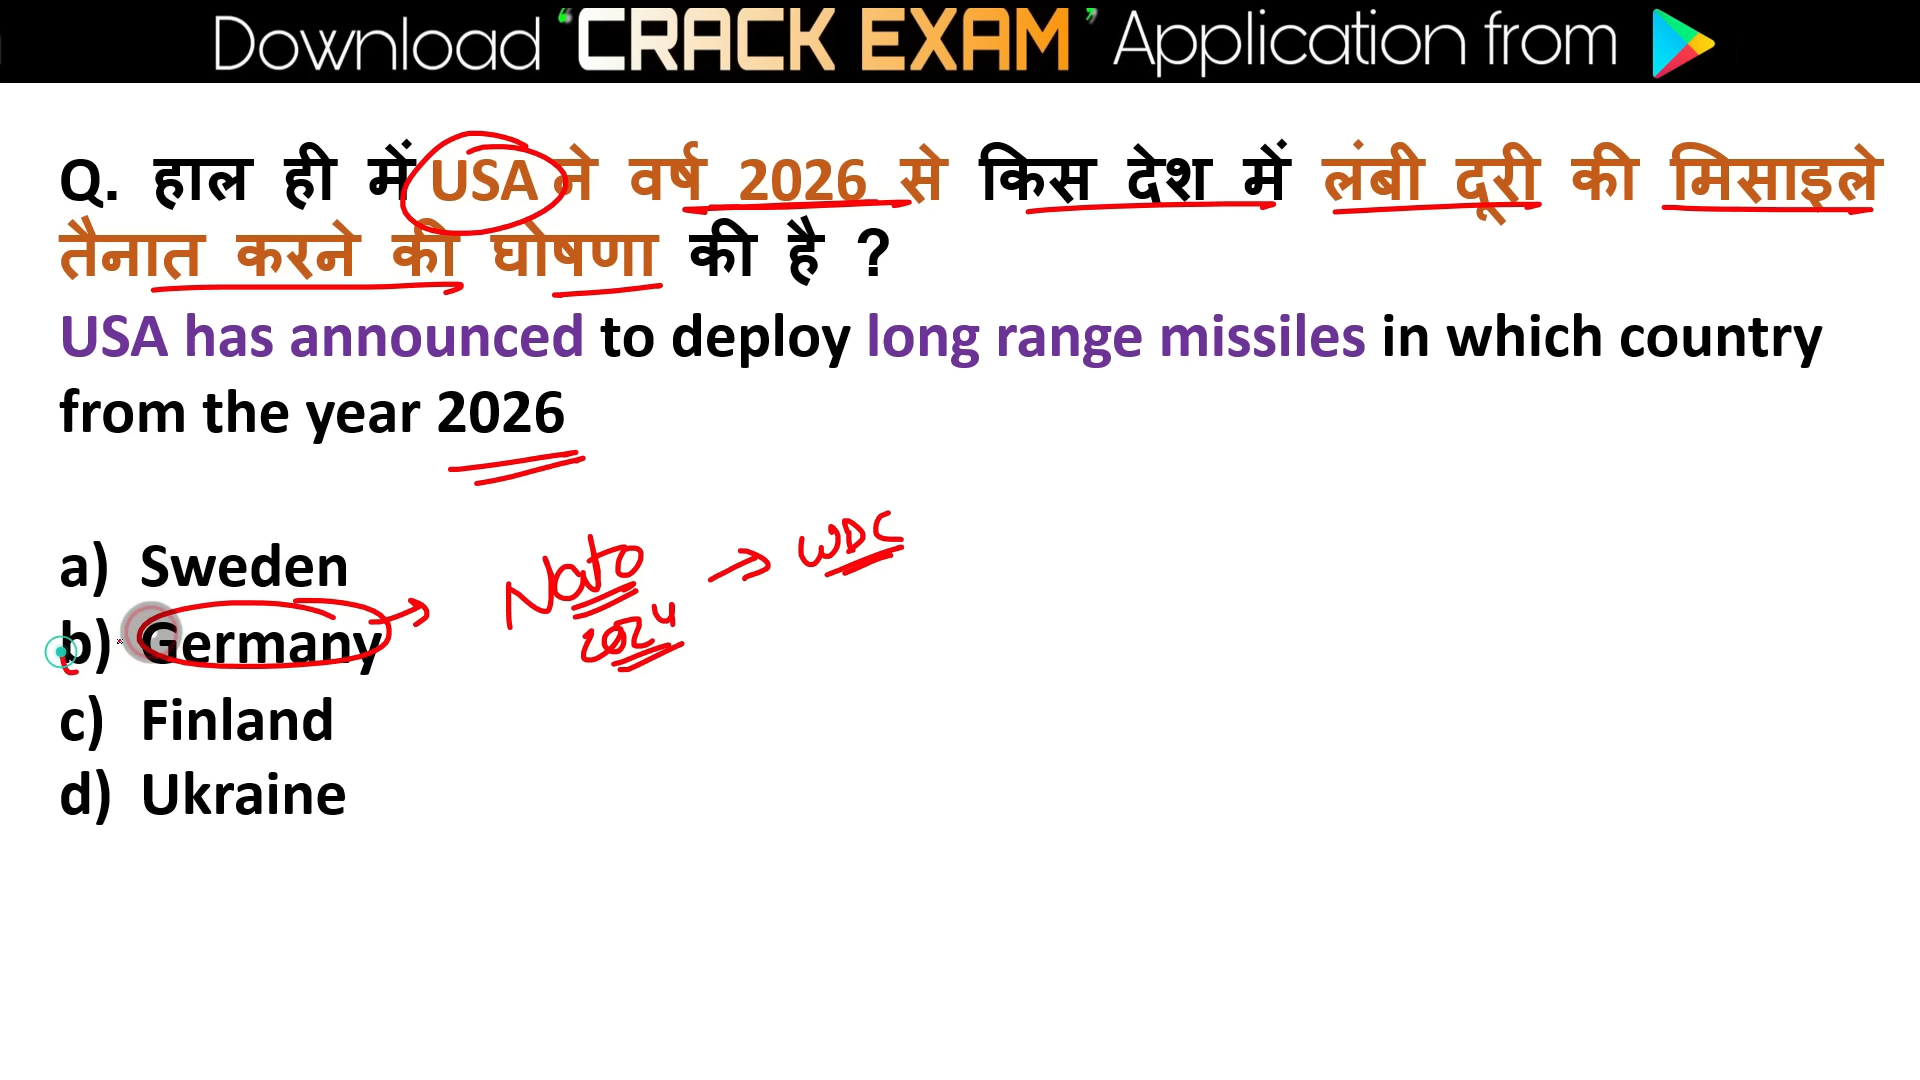 Download ‘CRACK EXAM’ Application from
Q. हाल ही में USA ने वर्ष 2026 से किस देश में लंबी दूरी की मिसाइले
तैनात करने की घोषणा की है ?
USA has announced to deploy long range missiles in which country
from the year 2026
a) Sweden
b) Germany
c) Finland
d) Ukraine
Nato → WDC
2024